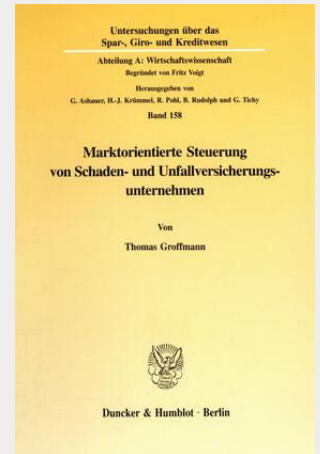 Untersuchungen über das
Spar-, Giro- und Kreditwesen
Abteilung A: Wirtschaftswissenschaft
Begründet von Fritz Voigt
Herausgegeben von
G. Ashauer, H.-J. Krümmel, R. Pohl, B. Rudolph und G. Tichy
Band 158
Marktorientierte Steuerung
von Schaden- und Unfallversicherungs-
unternehmen
Von
Thomas Groffmann
Duncker & Humblot · Berlin